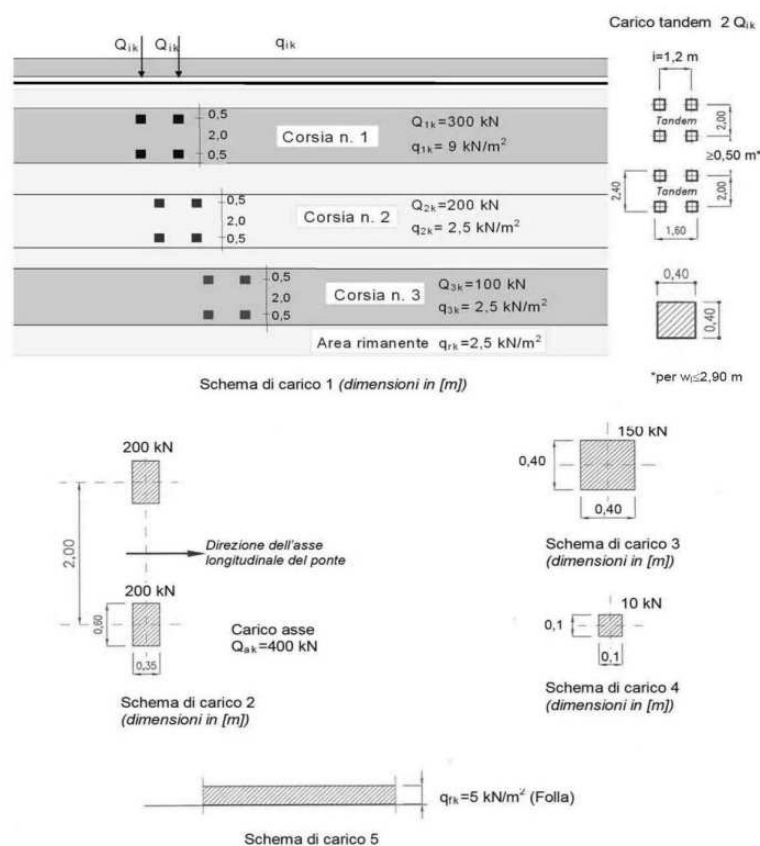 Carico tandem 2 Qik
Qik Qik qik
i=1,2 m
0,5
2,0
0,5
Corsia n. 1
Q1k=300 kN
q1k= 9 kN/m²
Tandem
2,00
≥0,50 m*
0,5
2,0
0,5
Corsia n. 2
Q2k=200 kN
q2k= 2,5 kN/m²
2,40
Tandem
2,00
1,60
0,5
2,0
0,5
Corsia n. 3
Q3k=100 kN
q3k= 2,5 kN/m²
0,40
0,40
Area rimanente qrk=2,5 kN/m²
Schema di carico 1 (dimensioni in [m])
*per wl≤2,90 m
200 kN
2,00
Direzione dell'asse
longitudinale del ponte
200 kN
0,60
0,35
Carico asse
Qak=400 kN
Schema di carico 2
(dimensioni in [m])
150 kN
0,40
0,40
Schema di carico 3
(dimensioni in [m])
10 kN
0,1
0,1
Schema di carico 4
(dimensioni in [m])
qfk=5 kN/m² (Folla)
Schema di carico 5